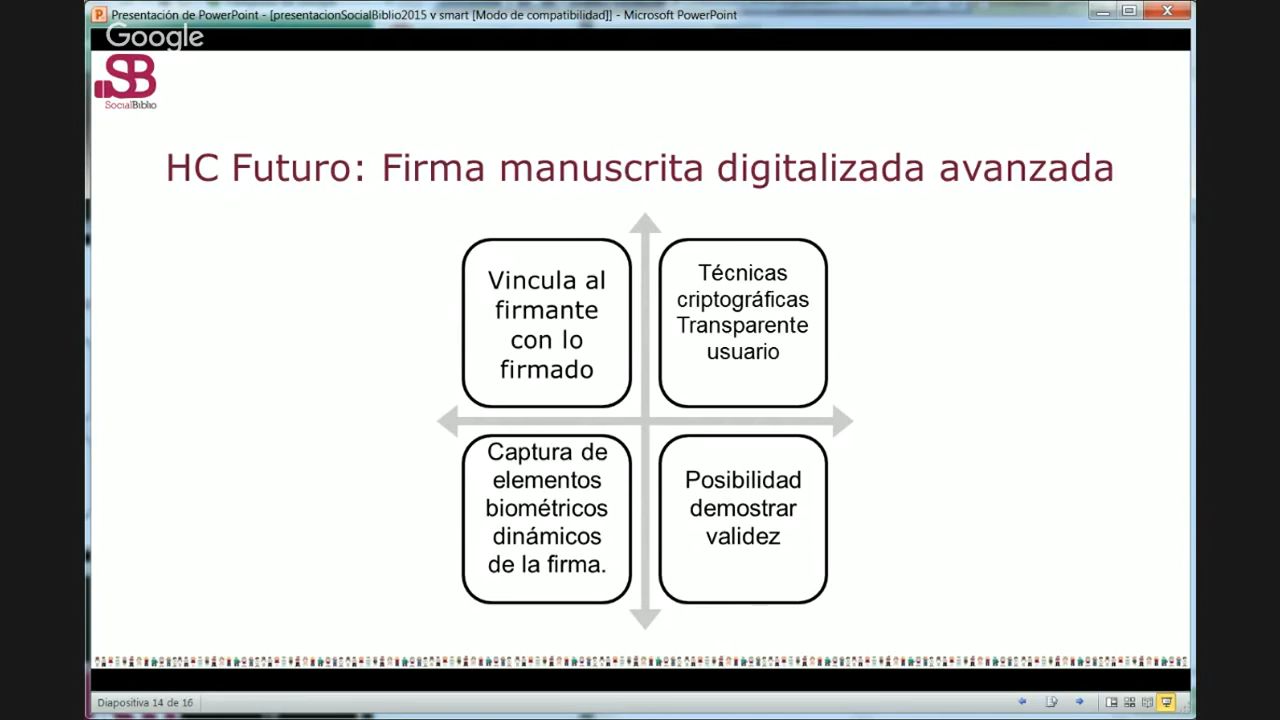 Presentación de PowerPoint - [presentacionSocialBiblio2015 v smart [Modo de compatibilidad]] - Microsoft PowerPoint
Google
SB
SocialBiblio
HC Futuro: Firma manuscrita digitalizada avanzada
Vincula al
firmante
con lo
firmado
Técnicas
criptográficas
Transparente
usuario
Captura de
elementos
biométricos
dinámicos
de la firma.
Posibilidad
demostrar
validez
Diapositiva 14 de 16